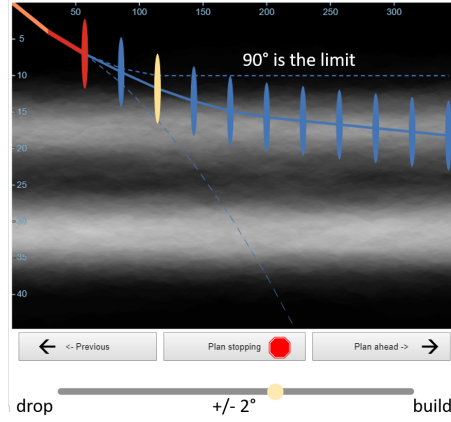 50 100 150 200 250 300
5
90° is the limit
10
15
20
25
30
35
40
<- Previous
Plan stopping
Plan ahead ->
drop
+/- 2°
build